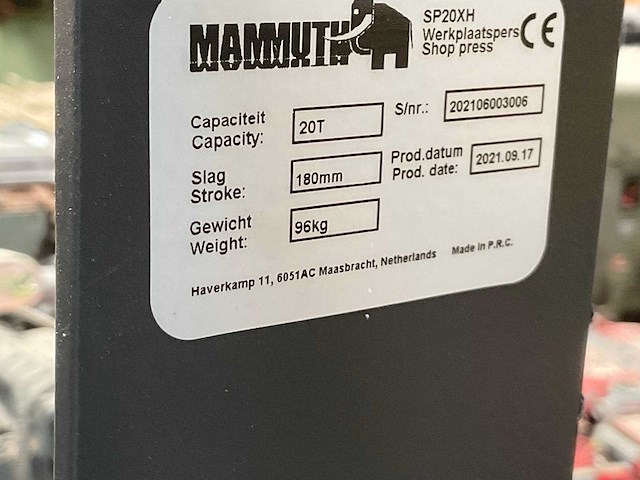 MAMMUTH
SP20XH
Werkplaatspers
Shop press
CE
Capaciteit
Capacity:
20T
S/nr.:
202106003006
Slag
Stroke:
180mm
Prod.datum
Prod. date:
2021.09.17
Gewicht
Weight:
96kg
Haverkamp 11, 6051AC Maasbracht, Netherlands
Made in P.R.C.